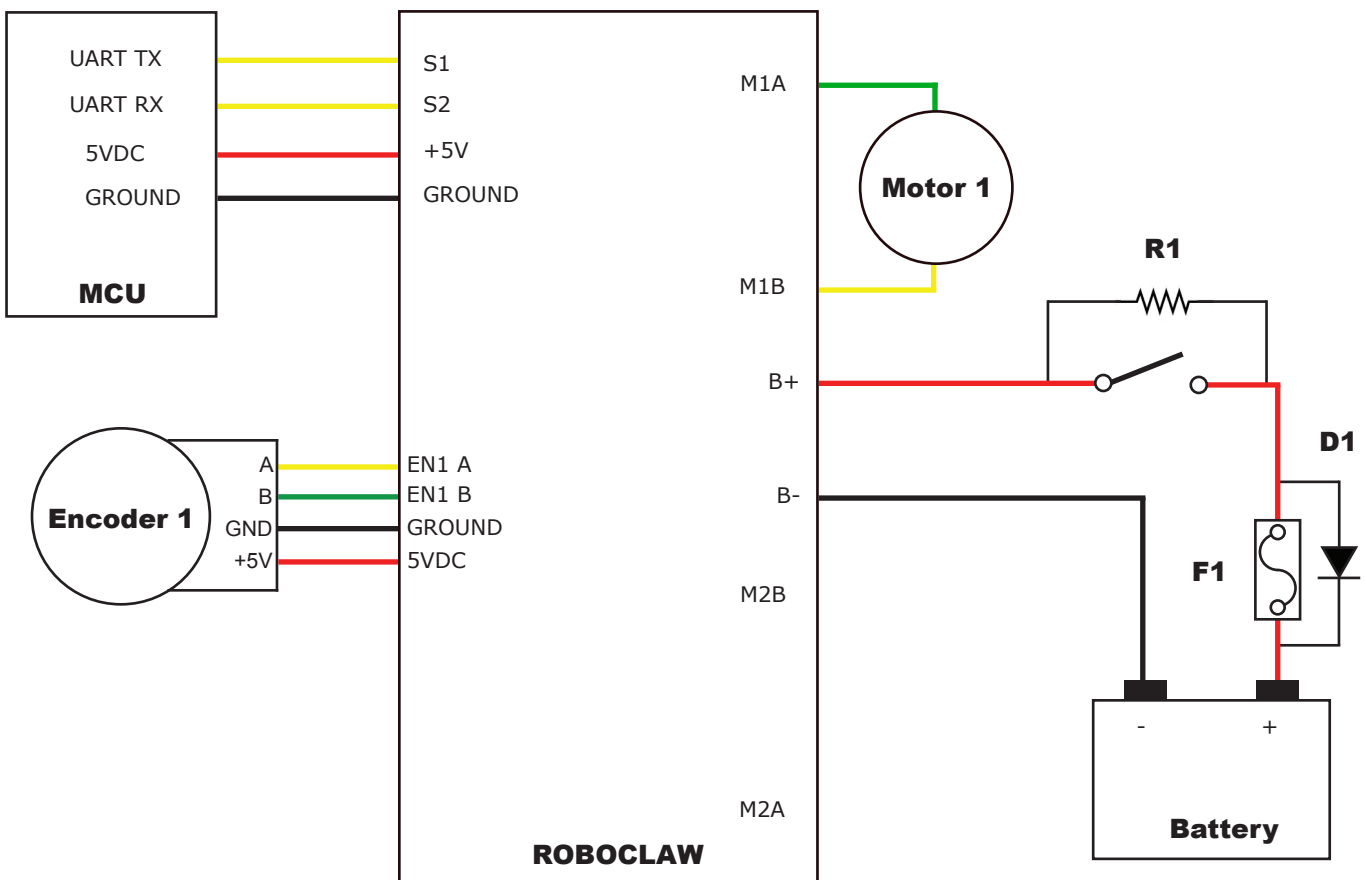 UART TX
UART RX
5VDC
GROUND
MCU
S1
S2
+5V
GROUND
M1A
Motor 1
M1B
R1
B+
D1
B-
F1
A
B
GND
+5V
Encoder 1
EN1 A
EN1 B
GROUND
5VDC
M2B
M2A
ROBOCLAW
- +
Battery